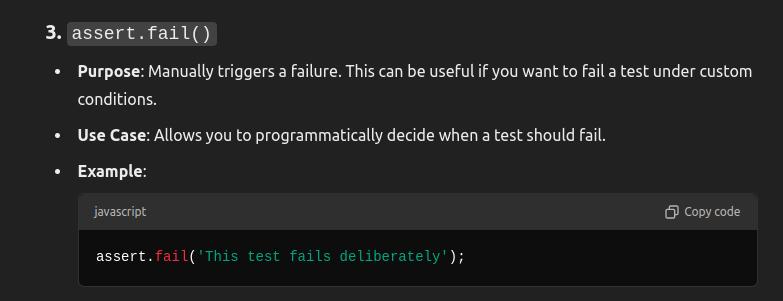 3. assert.fail()
• Purpose: Manually triggers a failure. This can be useful if you want to fail a test under custom
conditions.
• Use Case: Allows you to programmatically decide when a test should fail.
• Example:
javascript Copy code
assert.fail('This test fails deliberately');